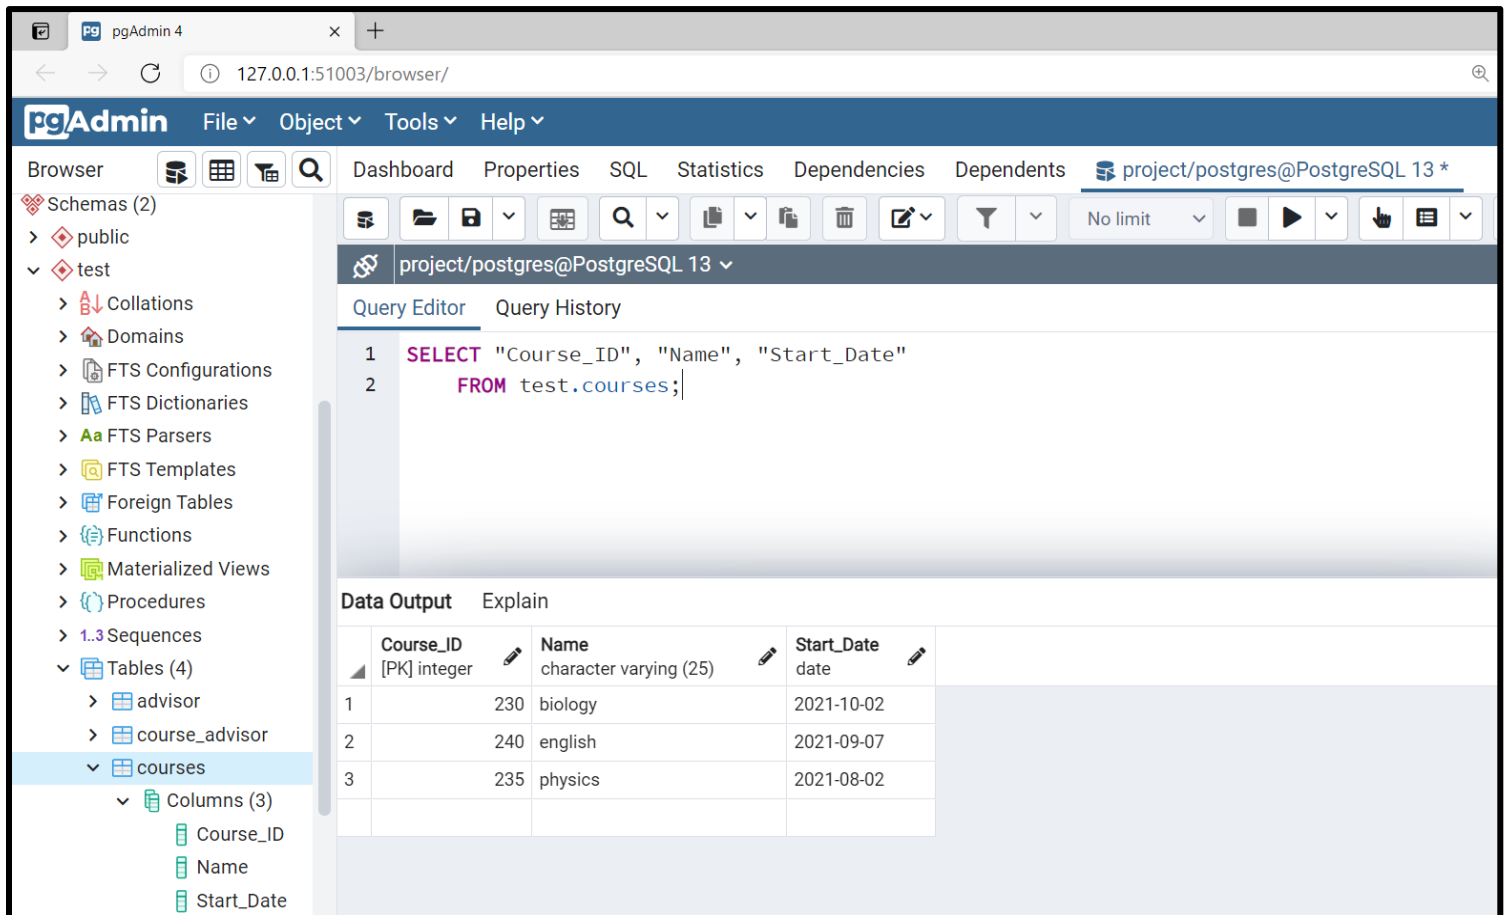 pgAdmin 4
127.0.0.1:51003/browser/
pgAdmin File Object Tools Help
Browser Dashboard Properties SQL Statistics Dependencies Dependents project/postgres@PostgreSQL 13 *
Schemas (2)
public
test
Collations
Domains
FTS Configurations
FTS Dictionaries
Aa FTS Parsers
FTS Templates
Foreign Tables
Functions
Materialized Views
Procedures
1..3 Sequences
Tables (4)
advisor
course_advisor
courses
Columns (3)
Course_ID
Name
Start_Date
No limit
project/postgres@PostgreSQL 13
Query Editor Query History
1 SELECT "Course_ID", "Name", "Start_Date"
2 FROM test.courses;
Data Output Explain
Course_ID Name Start_Date
[PK] integer character varying (25) date
1 230 biology 2021-10-02
2 240 english 2021-09-07
3 235 physics 2021-08-02